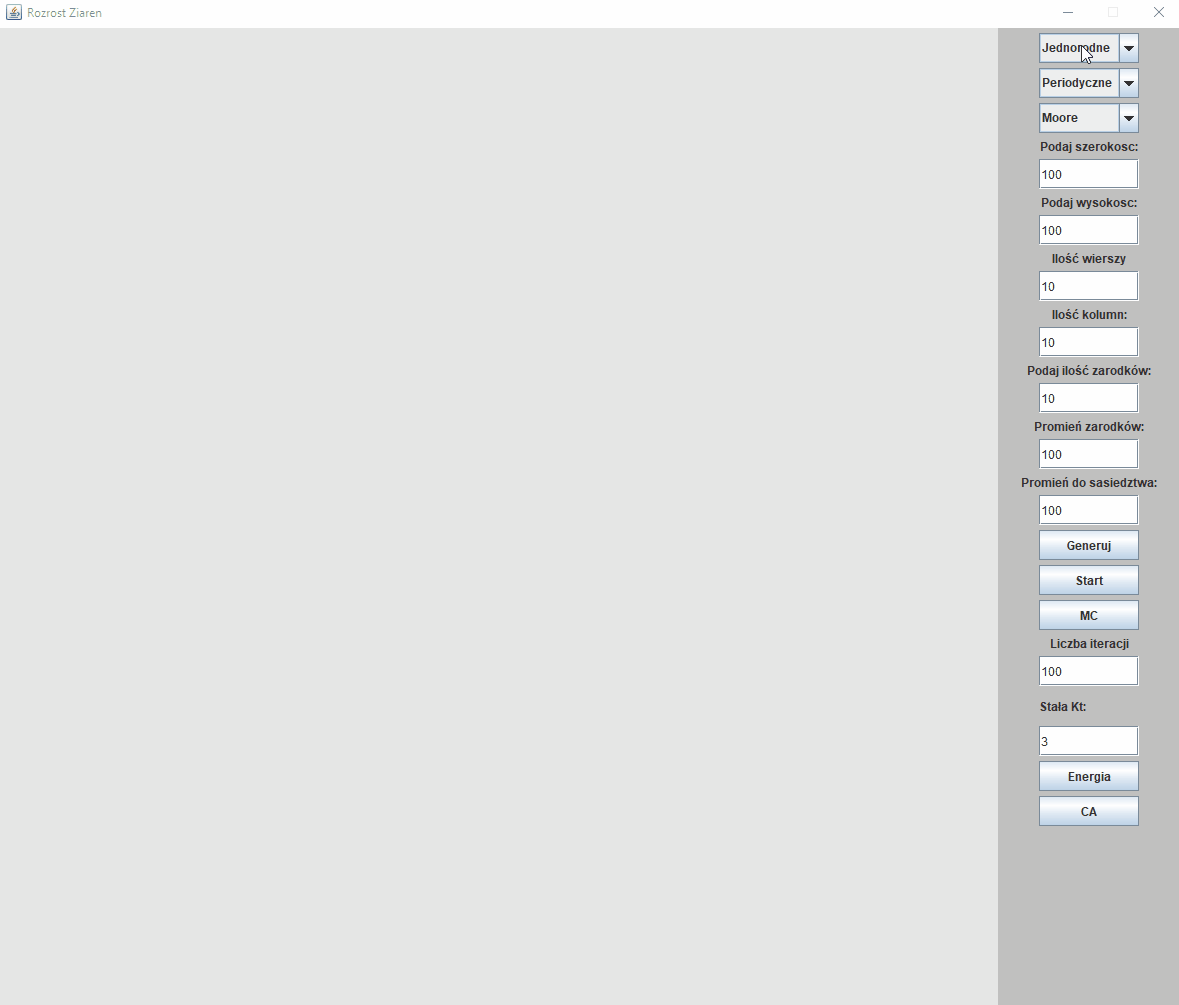 Rozrost Ziaren
Jednorodne
Periodyczne
Moore
Podaj szerokosc:
100
Podaj wysokosc:
100
Ilość wierszy
10
Ilość kolumn:
10
Podaj ilość zarodków:
10
Promień zarodków:
100
Promień do sasiedztwa:
100
Generuj
Start
MC
Liczba iteracji
100
Stała Kt:
3
Energia
CA